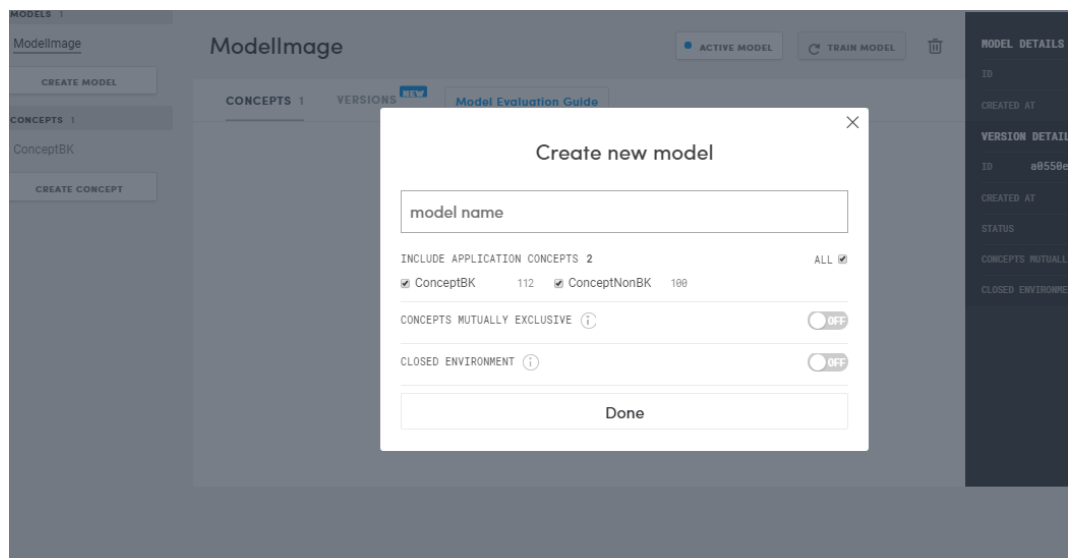 MODELS 1
ModelImage
CREATE MODEL
CONCEPTS 1
ConceptBK
CREATE CONCEPT
ModelImage
ACTIVE MODEL
TRAIN MODEL
CONCEPTS 1
VERSIONS NEW
Model Evaluation Guide
Create new model
model name
INCLUDE APPLICATION CONCEPTS 2
ALL
ConceptBK 112 ConceptNonBK 100
CONCEPTS MUTUALLY EXCLUSIVE
OFF
CLOSED ENVIRONMENT
OFF
Done
MODEL DETAILS
ID
CREATED AT
VERSION DETAIL
ID a0550e
CREATED AT
STATUS
CONCEPTS MUTUALL
CLOSED ENVIRONME